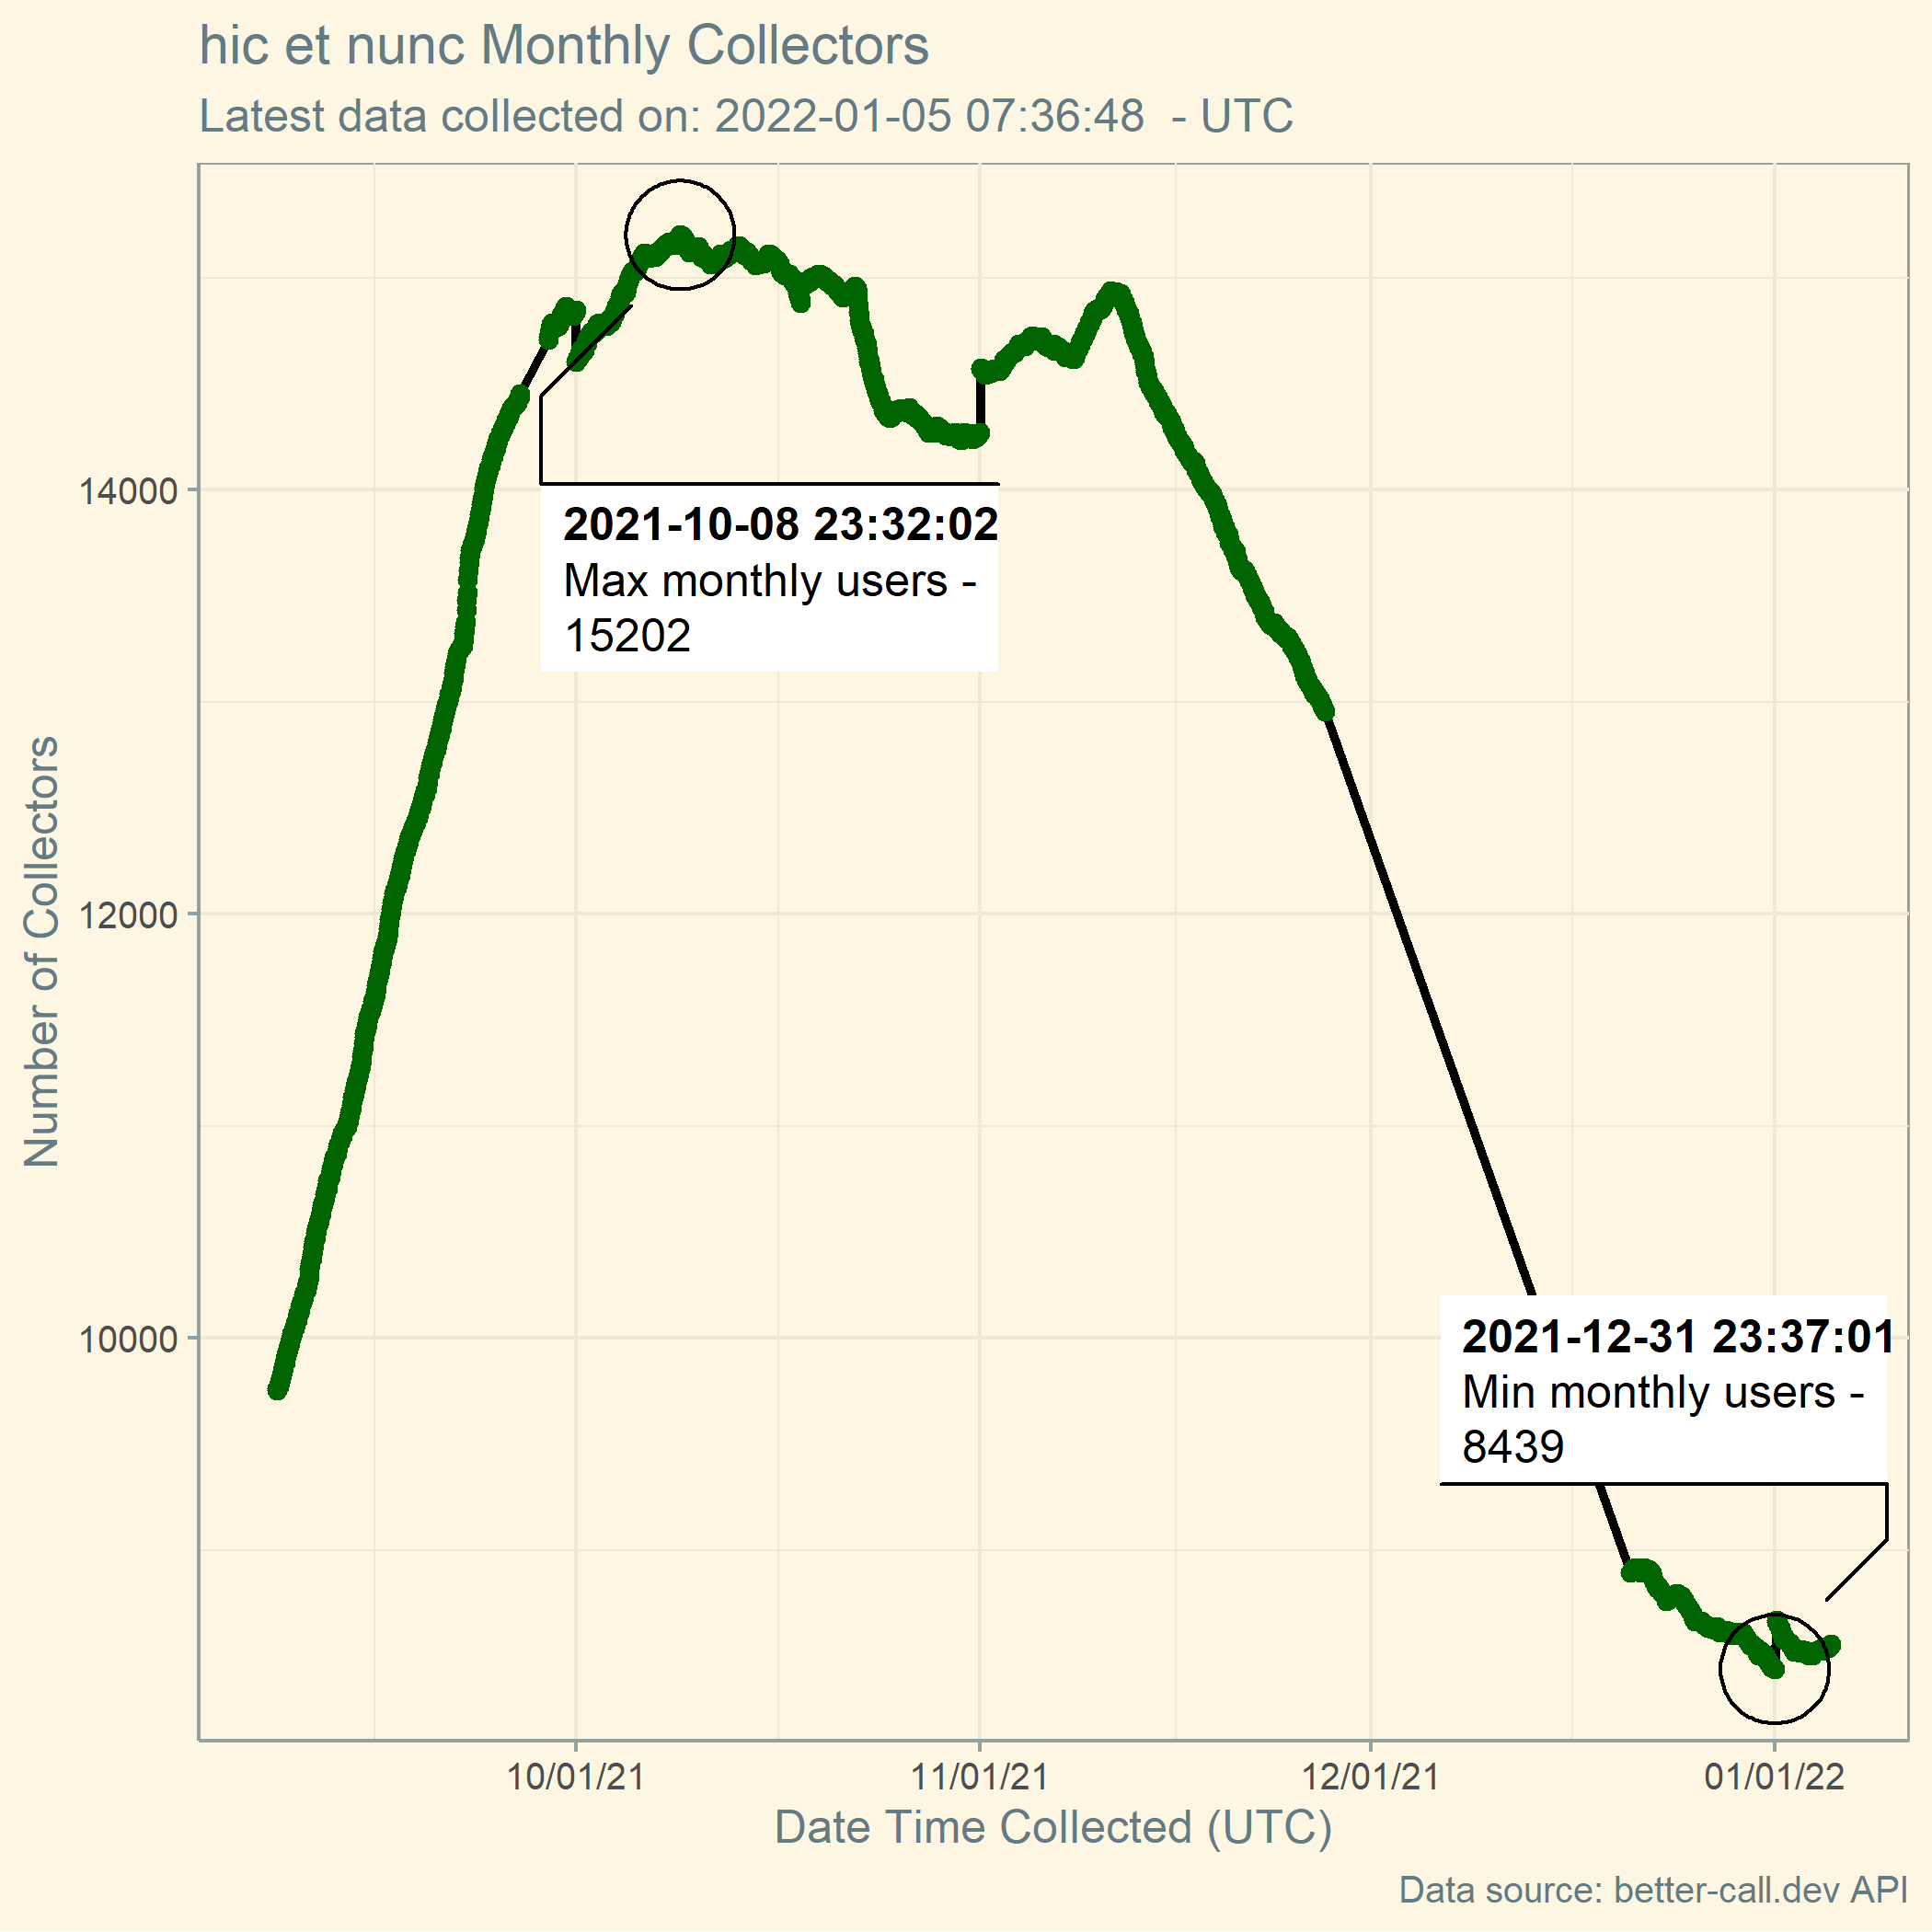 hic et nunc Monthly Collectors
Latest data collected on: 2022-01-05 07:36:48  - UTC
Number of Collectors
14000
12000
10000
2021-10-08 23:32:02
Max monthly users -
15202
2021-12-31 23:37:01
Min monthly users -
8439
10/01/21
11/01/21
12/01/21
01/01/22
Date Time Collected (UTC)
Data source: better-call.dev API